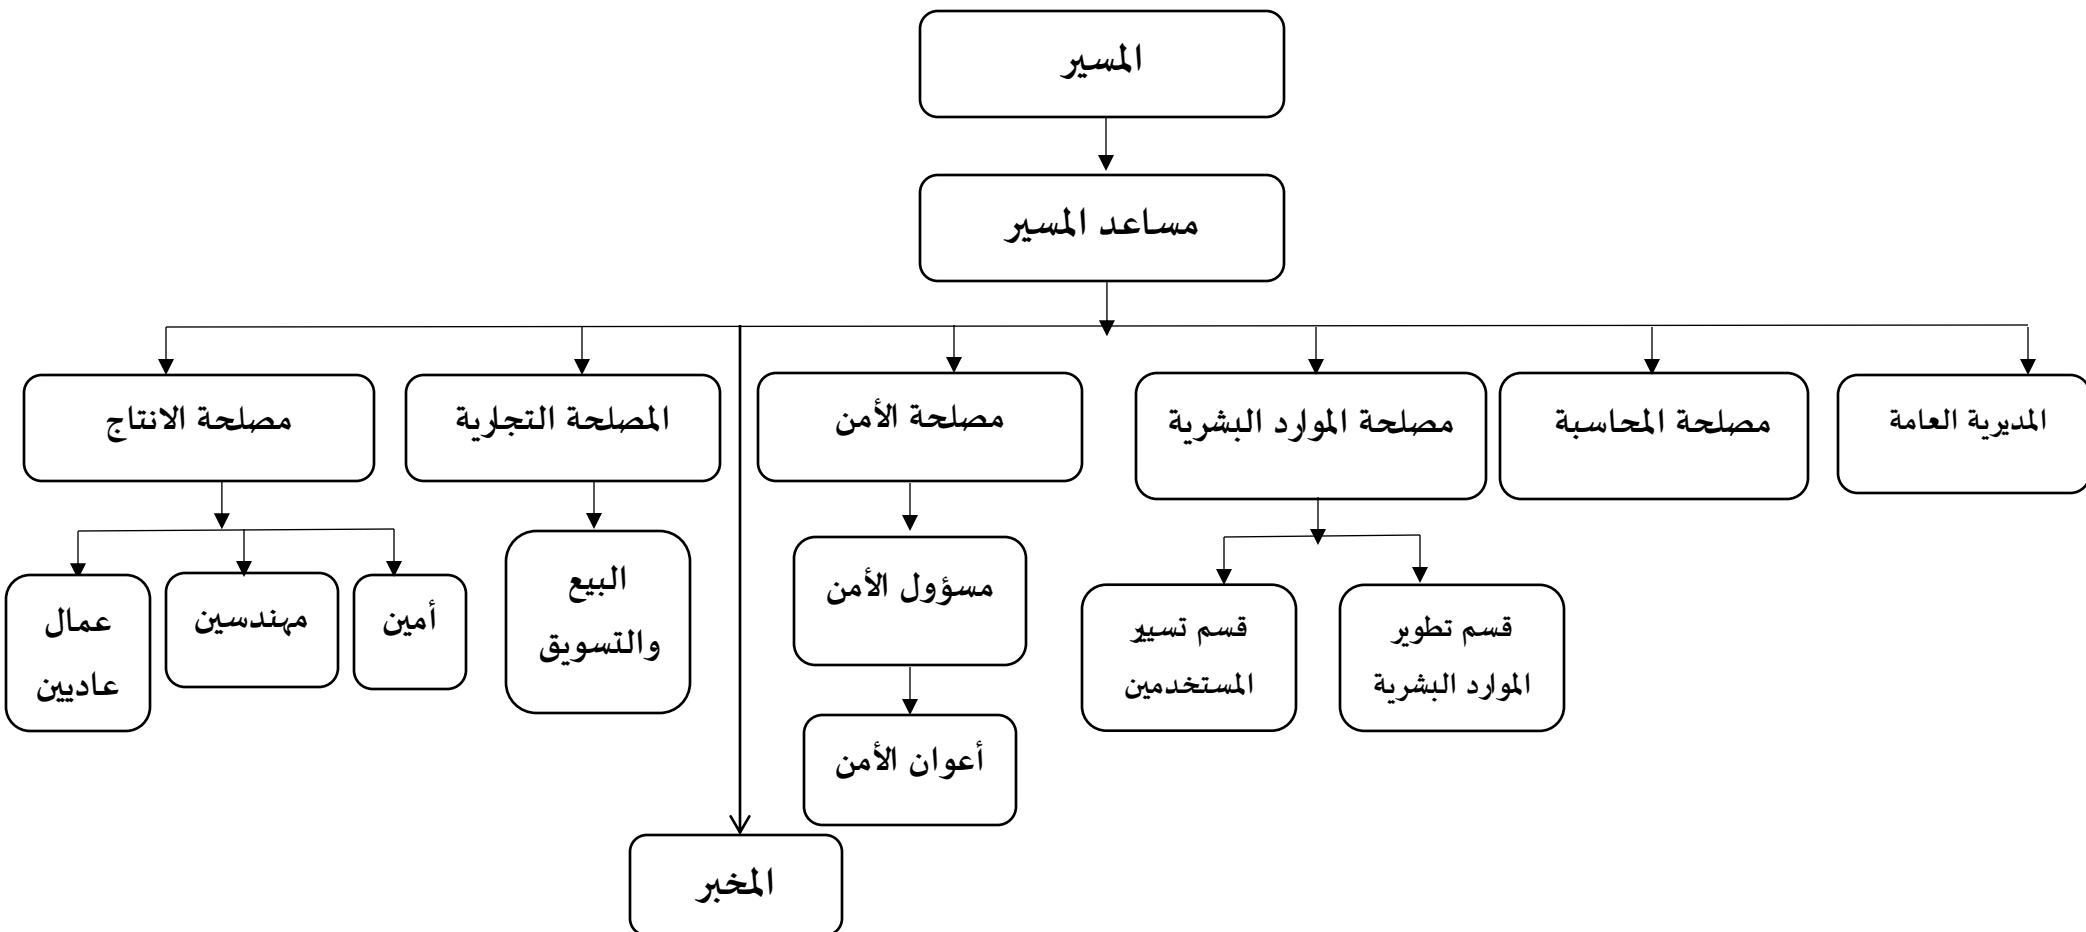 المسير
مساعد المسير
المديرية العامة
مصلحة المحاسبة
مصلحة الموارد البشرية
مصلحة الأمن
المصلحة التجارية
مصلحة الانتاج
قسم تطوير
الموارد البشرية
قسم تسيير
المستخدمين
مسؤول الأمن
البيع
والتسويق
أمين
مهندسين
عمال
عاديين
أعوان الأمن
المخبر